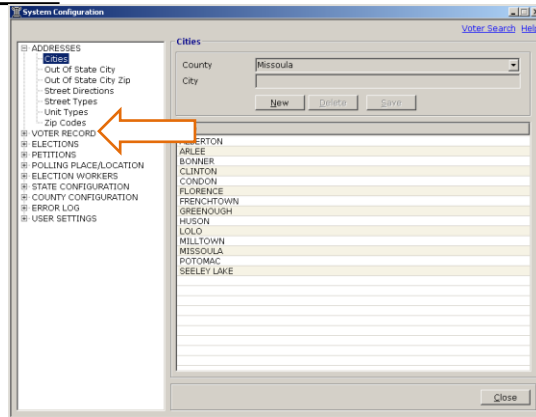 System Configuration
Voter Search Help
ADDRESSES
Cities
Out Of State City
Out Of State City Zip
Street Directions
Street Types
Unit Types
Zip Codes
VOTER RECORD
ELECTIONS
PETITIONS
POLLING PLACE/LOCATION
ELECTION WORKERS
STATE CONFIGURATION
COUNTY CONFIGURATION
ERROR LOG
USER SETTINGS
Cities
County Missoula
City
New Delete Save
ARLEE
BONNER
CLINTON
CONDON
FLORENCE
FRENCHTOWN
GREENOUGH
HUSON
LOLO
MILLTOWN
MISSOULA
POTOMAC
SEELEY LAKE
Close